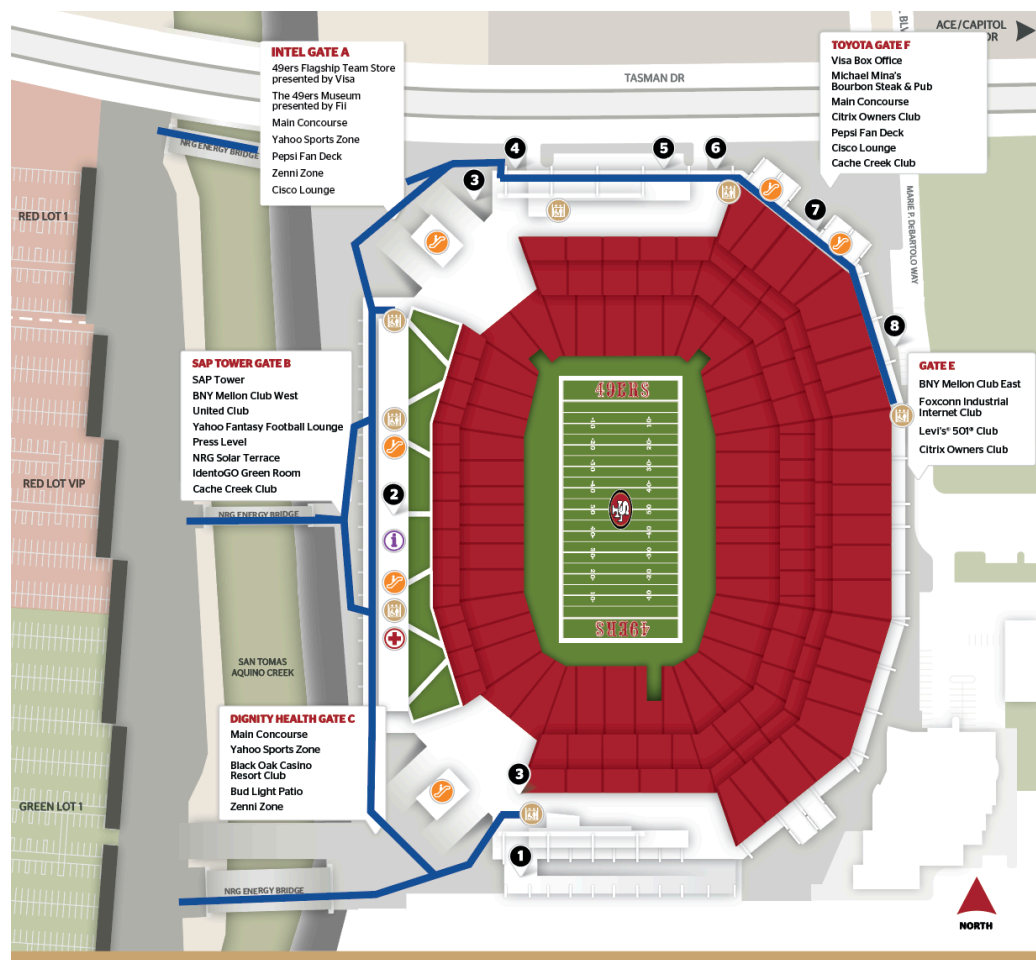 ACE/CAPITOL
TASMAN DR
INTEL GATE A
49ers Flagship Team Store
presented by Visa
The 49ers Museum
presented by Fii
Main Concourse
Yahoo Sports Zone
Pepsi Fan Deck
Zenni Zone
Cisco Lounge
TOYOTA GATE F
Visa Box Office
Michael Mina's
Bourbon Steak & Pub
Main Concourse
Citrix Owners Club
Pepsi Fan Deck
Cisco Lounge
Cache Creek Club
NRG ENERGY BRIDGE
4
5
6
3
7
RED LOT 1
MARIE P. DeBARTOLO WAY
8
SAP TOWER GATE B
SAP Tower
BNY Mellon Club West
United Club
Yahoo Fantasy Football Lounge
Press Level
NRG Solar Terrace
IdentoGO Green Room
Cache Creek Club
GATE E
BNY Mellon Club East
Foxconn Industrial
Internet Club
Levi's® 501® Club
Citrix Owners Club
49ERS
RED LOT VIP
2
NRG ENERGY BRIDGE
SF
49ERS
SAN TOMAS
AQUINO CREEK
DIGNITY HEALTH GATE C
Main Concourse
Yahoo Sports Zone
Black Oak Casino
Resort Club
Bud Light Patio
Zenni Zone
3
GREEN LOT 1
1
NRG ENERGY BRIDGE
NORTH